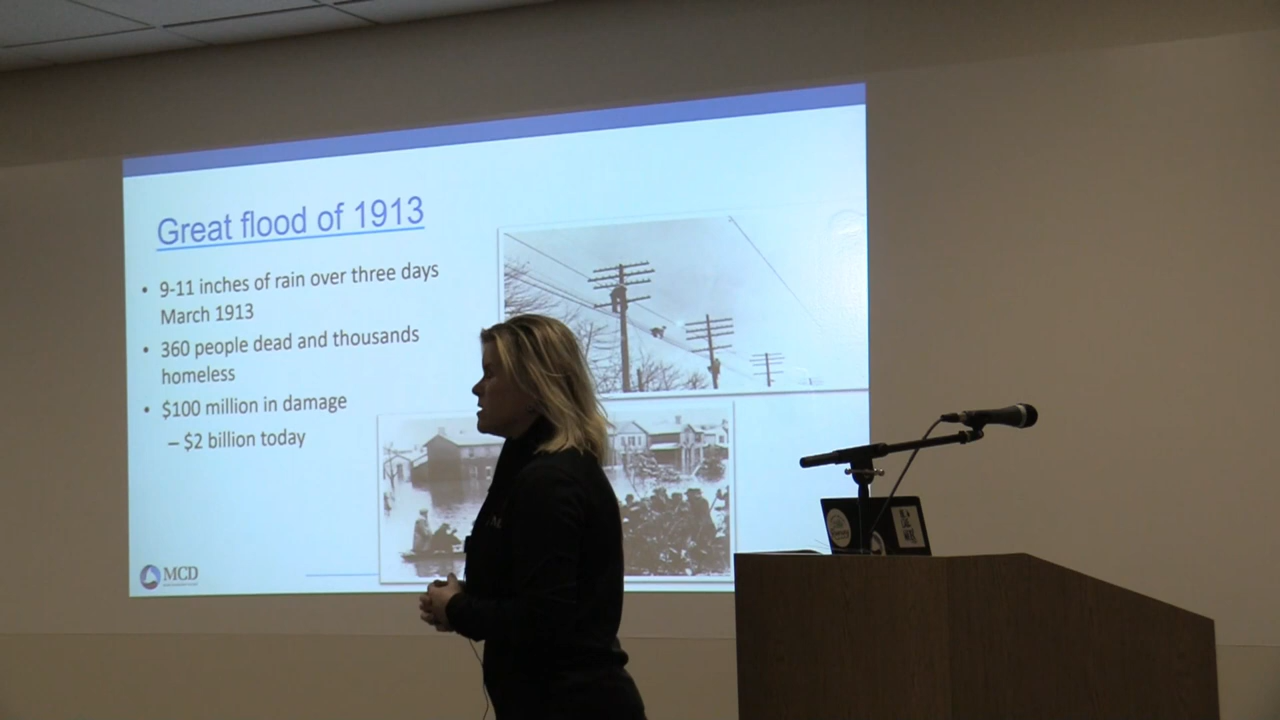 Great flood of 1913
• 9-11 inches of rain over three days
March 1913
• 360 people dead and thousands
homeless
• $100 million in damage
– $2 billion today
MCD